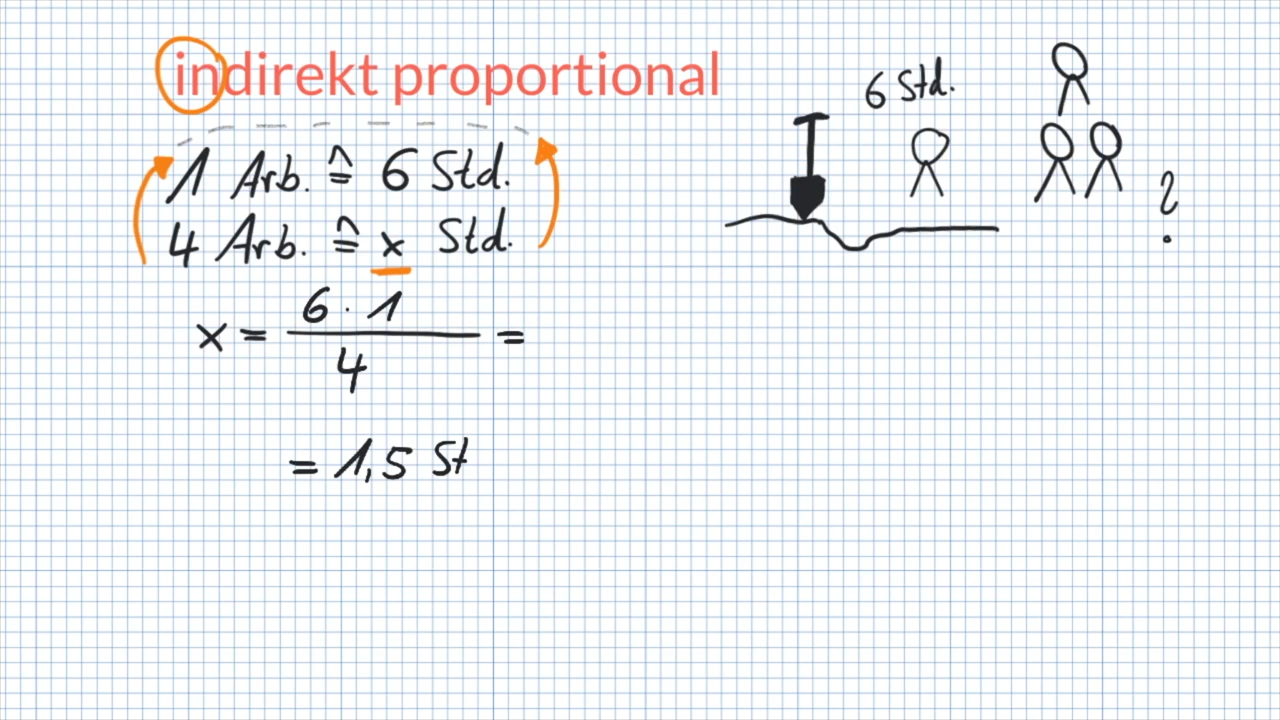 indirekt proportional
6 Std.
1 Arb. ≙ 6 Std.
4 Arb. ≙ x Std.
?
x = 6 · 1 / 4 =
= 1,5 St